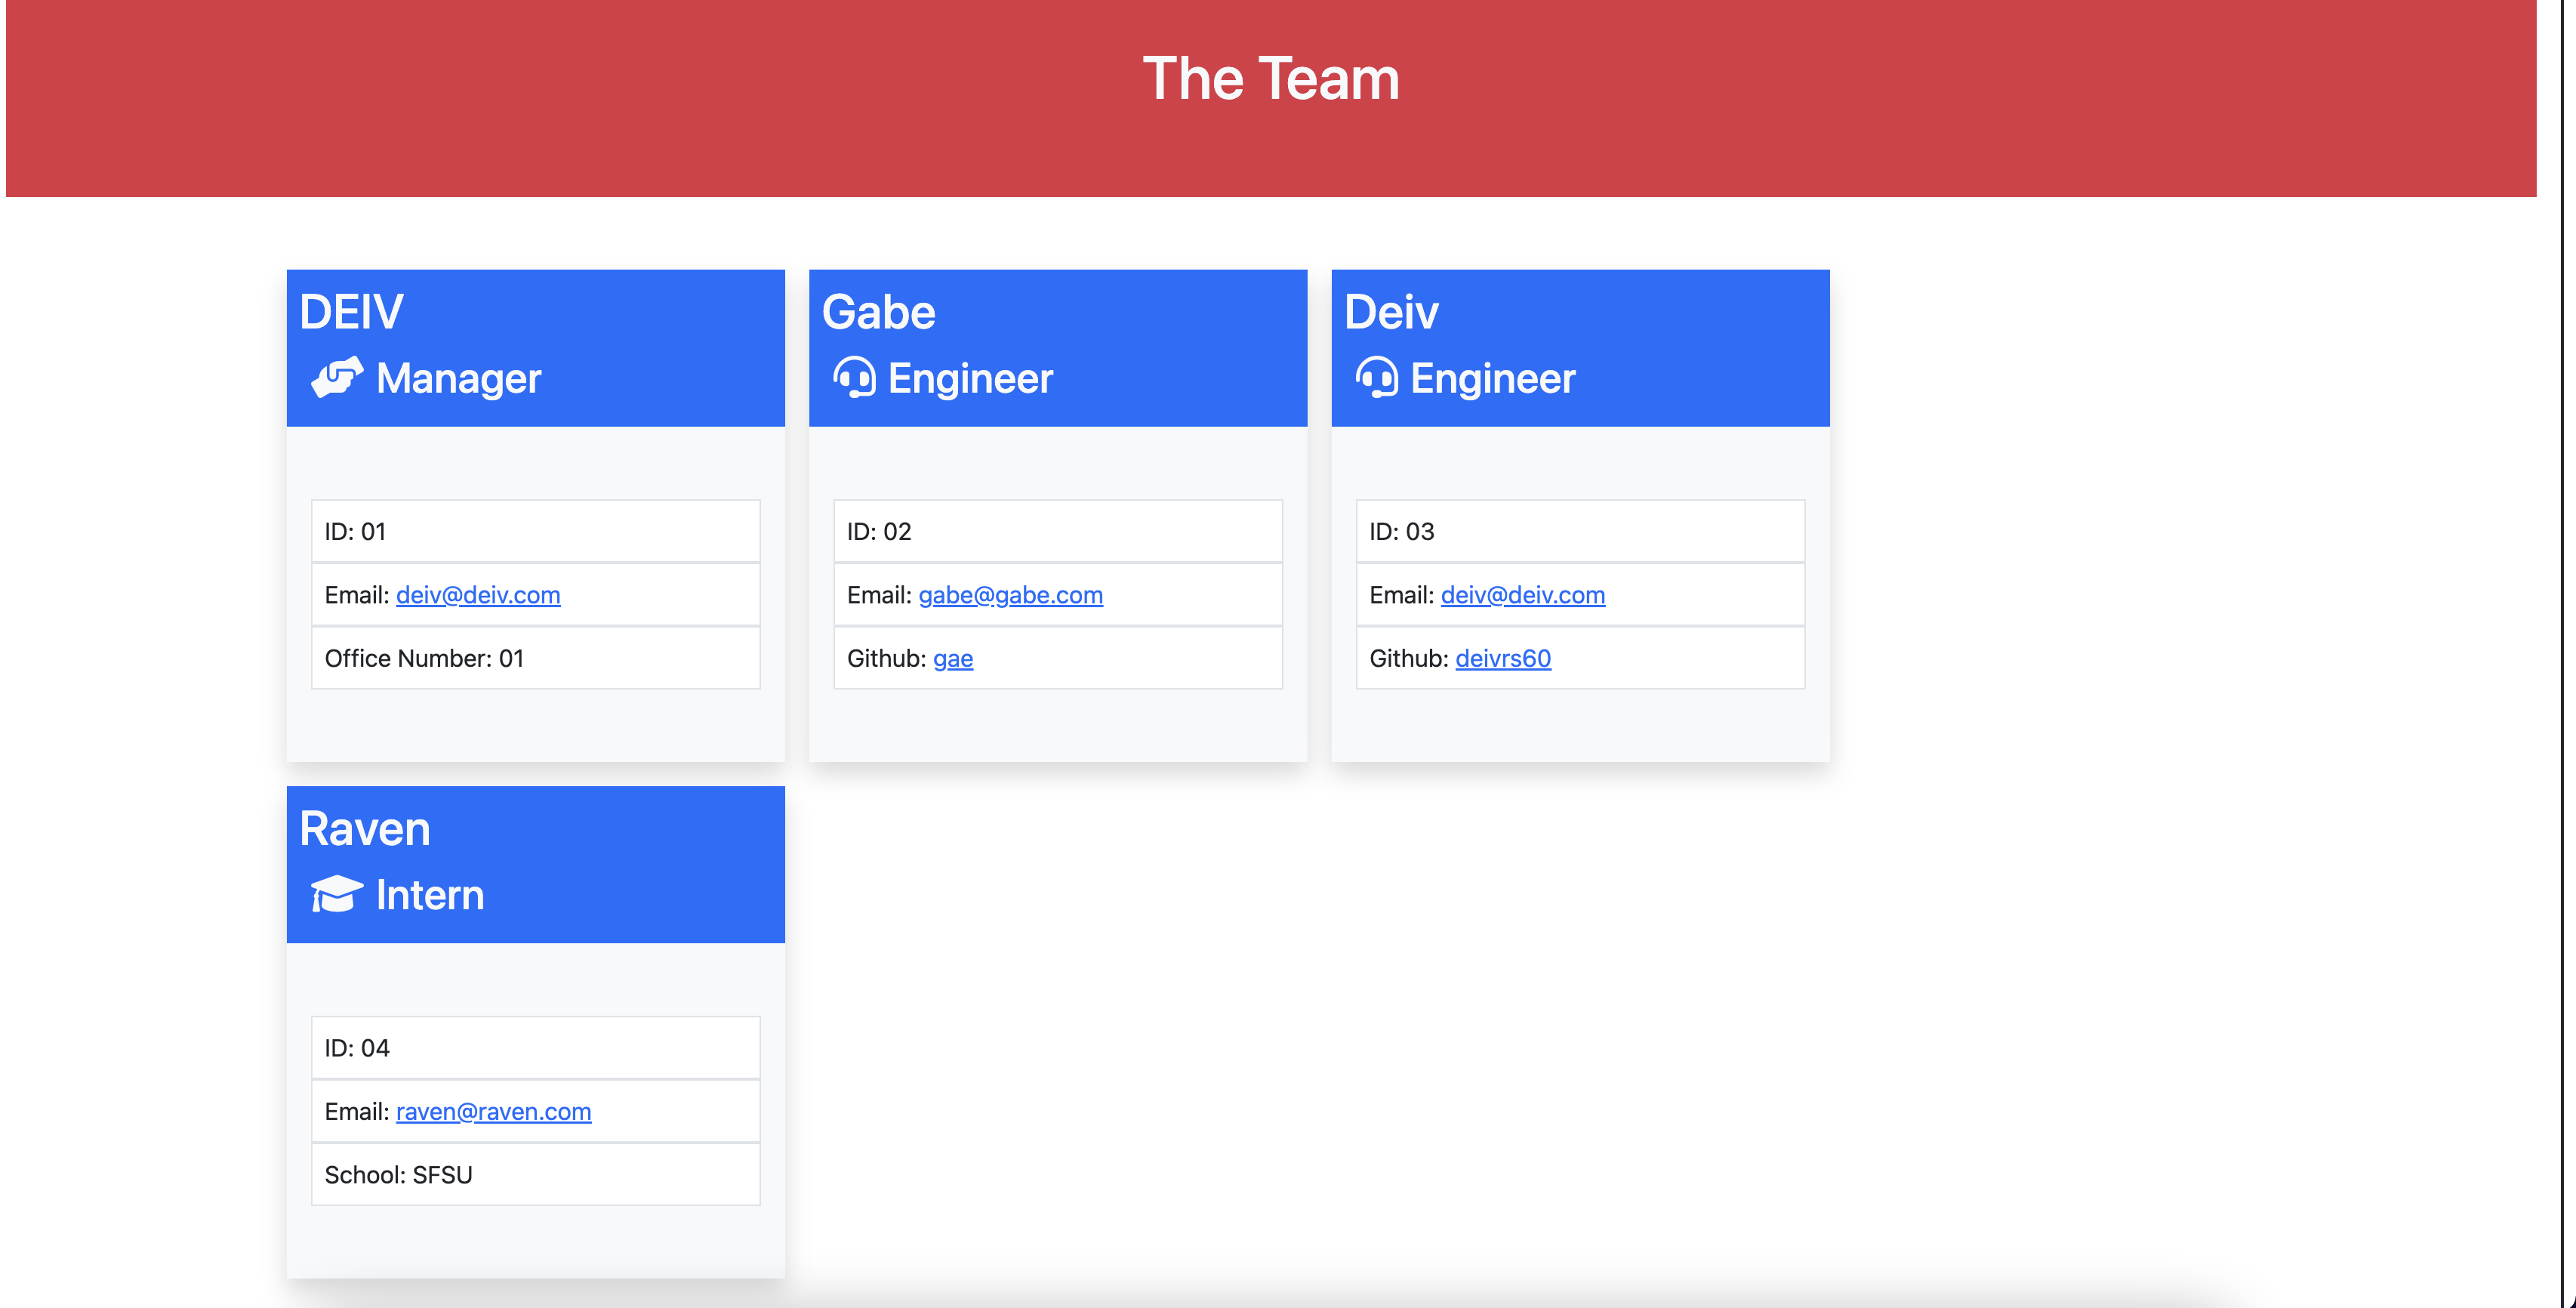 The Team
DEIV
Manager
ID: 01
Email: deiv@deiv.com
Office Number: 01
Gabe
Engineer
ID: 02
Email: gabe@gabe.com
Github: gae
Deiv
Engineer
ID: 03
Email: deiv@deiv.com
Github: deivrs60
Raven
Intern
ID: 04
Email: raven@raven.com
School: SFSU